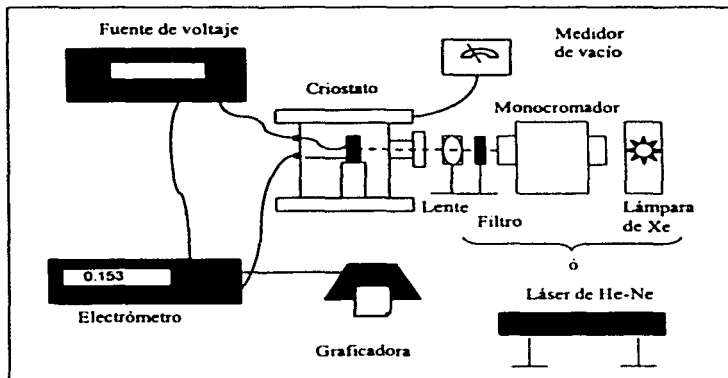 Fuente de voltaje
Medidor
de vacío
Criostato
Monocromador
Lente
Filtro
Lámpara
de Xe
ó
0.153
Láser de He-Ne
Electrómetro
Graficadora